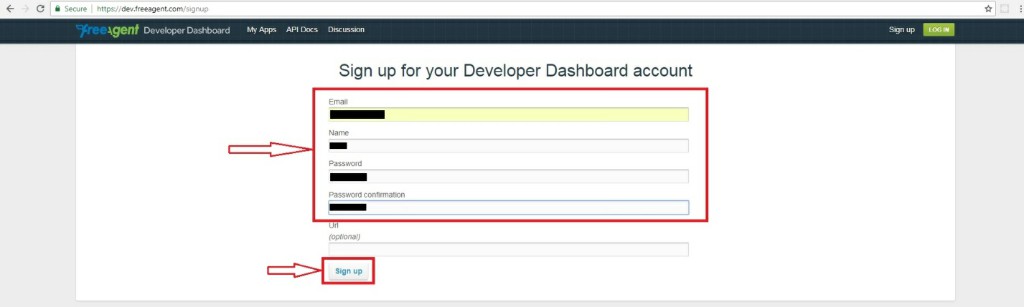 Secure | https://dev.freeagent.com/signup
freeagent Developer Dashboard My Apps API Docs Discussion Sign up LOG IN
Sign up for your Developer Dashboard account
Email
Name
Password
Password confirmation
Url
(optional)
Sign up